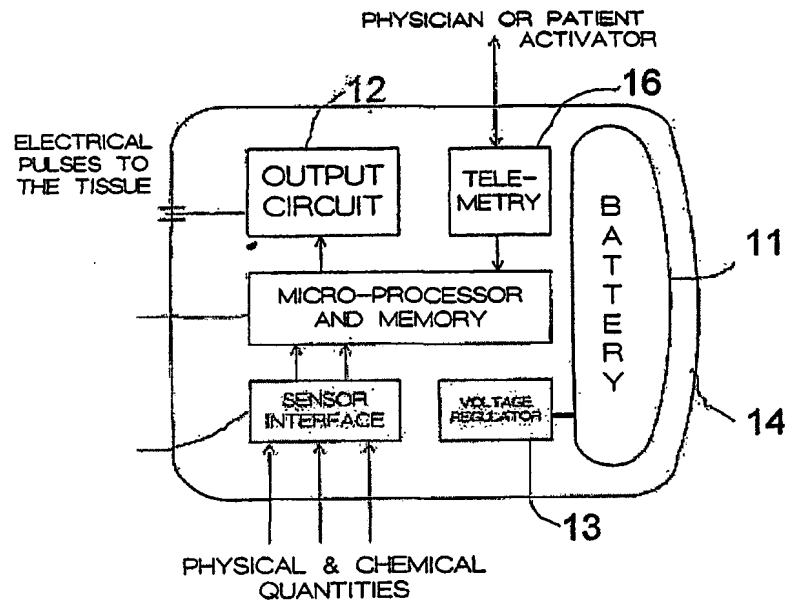 PHYSICIAN OR PATIENT
ACTIVATOR
12
16
ELECTRICAL
PULSES TO
THE TISSUE
OUTPUT
CIRCUIT
TELE-
METRY
BATTERY
11
MICRO-PROCESSOR
AND MEMORY
SENSOR
INTERFACE
VOLTAGE
REGULATOR
14
13
PHYSICAL & CHEMICAL
QUANTITIES